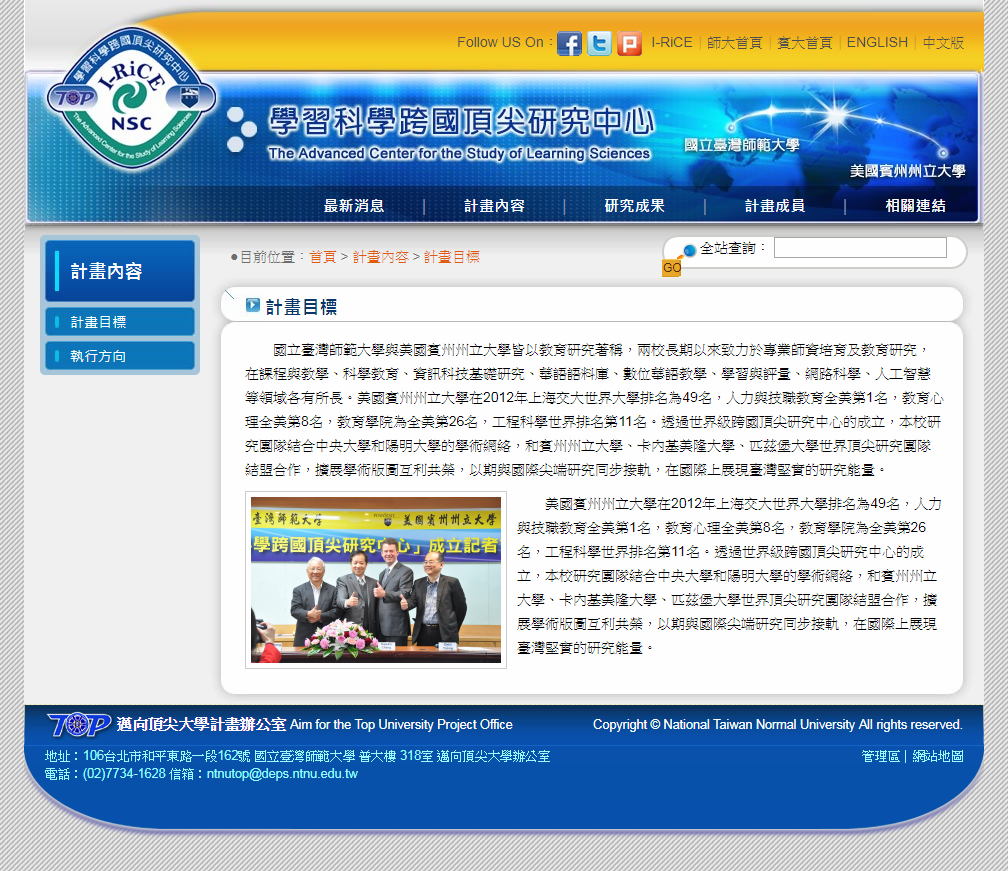 Follow US On：
I-RiCE｜師大首頁｜賓大首頁｜ENGLISH｜中文版
學習科學跨國頂尖研究中心
I-RiCE
TOP
NSC
The Advanced Center for the Study of Learning Sciences
學習科學跨國頂尖研究中心
The Advanced Center for the Study of Learning Sciences
國立臺灣師範大學
美國賓州州立大學
最新消息 | 計畫內容 | 研究成果 | 計畫成員 | 相關連結
計畫內容
計畫目標
執行方向
●目前位置：首頁 > 計畫內容 > 計畫目標
全站查詢：
GO
計畫目標
國立臺灣師範大學與美國賓州州立大學皆以教育研究著稱，兩校長期以來致力於專業師資培育及教育研究，
在課程與教學、科學教育、資訊科技基礎研究、華語語料庫、數位華語教學、學習與評量、網路科學、人工智慧
等領域各有所長。美國賓州州立大學在2012年上海交大世界大學排名為49名，人力與技職教育全美第1名，教育心
理全美第8名，教育學院為全美第26名，工程科學世界排名第11名。透過世界級跨國頂尖研究中心的成立，本校研
究團隊結合中央大學和陽明大學的學術網絡，和賓州州立大學、卡內基美隆大學、匹茲堡大學世界頂尖研究團隊
結盟合作，擴展學術版圖互利共榮，以期與國際尖端研究同步接軌，在國際上展現臺灣堅實的研究能量。
臺灣師範大學 美國賓州州立大學
學跨國頂尖研究中心」成立記者
美國賓州州立大學在2012年上海交大世界大學排名為49名，人力
與技職教育全美第1名，教育心理全美第8名，教育學院為全美第26
名，工程科學世界排名第11名。透過世界級跨國頂尖研究中心的成
立，本校研究團隊結合中央大學和陽明大學的學術網絡，和賓州州立
大學、卡內基美隆大學、匹茲堡大學世界頂尖研究團隊結盟合作，擴
展學術版圖互利共榮，以期與國際尖端研究同步接軌，在國際上展現
臺灣堅實的研究能量。
TOP 邁向頂尖大學計畫辦公室 Aim for the Top University Project Office
Copyright © National Taiwan Normal University All rights reserved.
地址：106台北市和平東路一段162號 國立臺灣師範大學 普大樓 318室 邁向頂尖大學辦公室
管理區 | 網站地圖
電話：(02)7734-1628 信箱：ntnutop@deps.ntnu.edu.tw